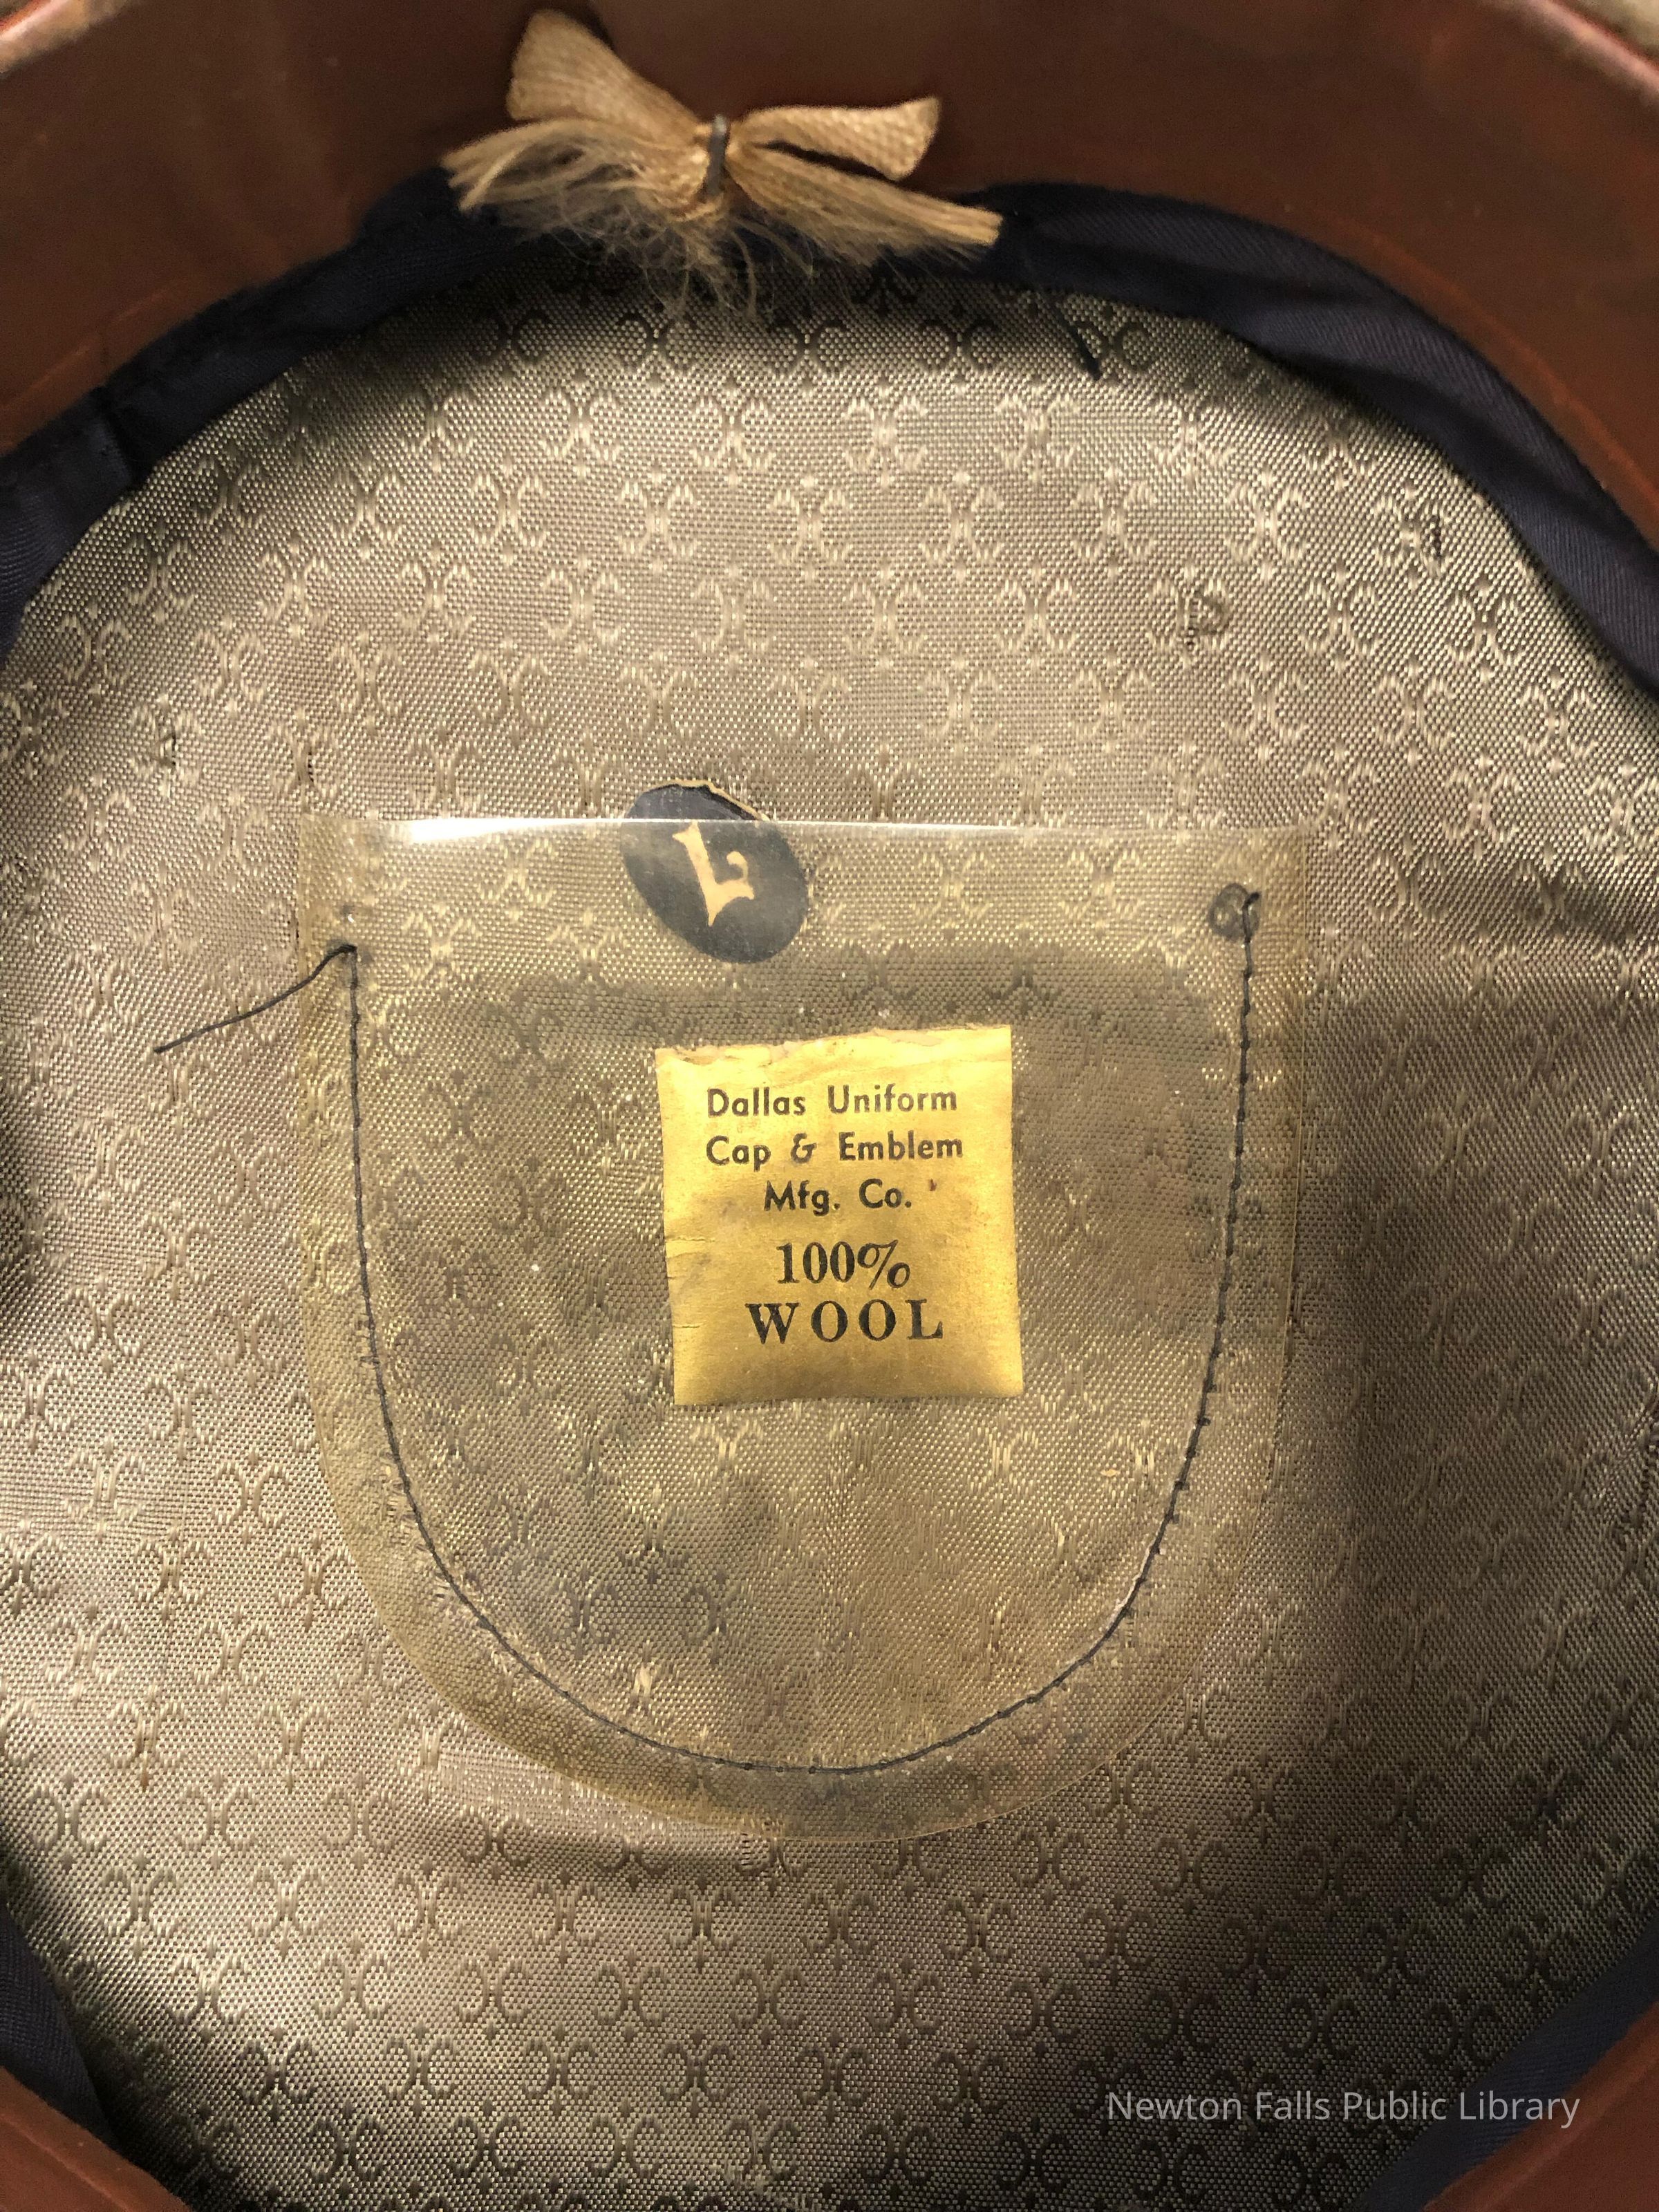 L
Dallas Uniform
Cap & Emblem
Mfg. Co.
100%
WOOL
Newton Falls Public Library